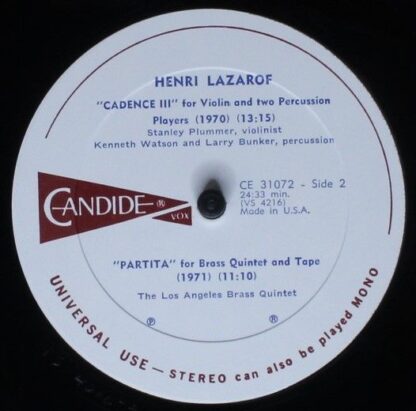 HENRI LAZAROF
"CADENCE III" for Violin and two Percussion
Players (1970) (13:15)
Stanley Plummer, violinist
Kenneth Watson and Larry Bunker, percussion
CANDIDE ®
VOX
CE 31072 - Side 2
24:33 min.
(VS 4216)
Made in U.S.A.
"PARTITA" for Brass Quintet and Tape
(1971) (11:10)
The Los Angeles Brass Quintet
℗ ®
UNIVERSAL USE — STEREO can also be played MONO